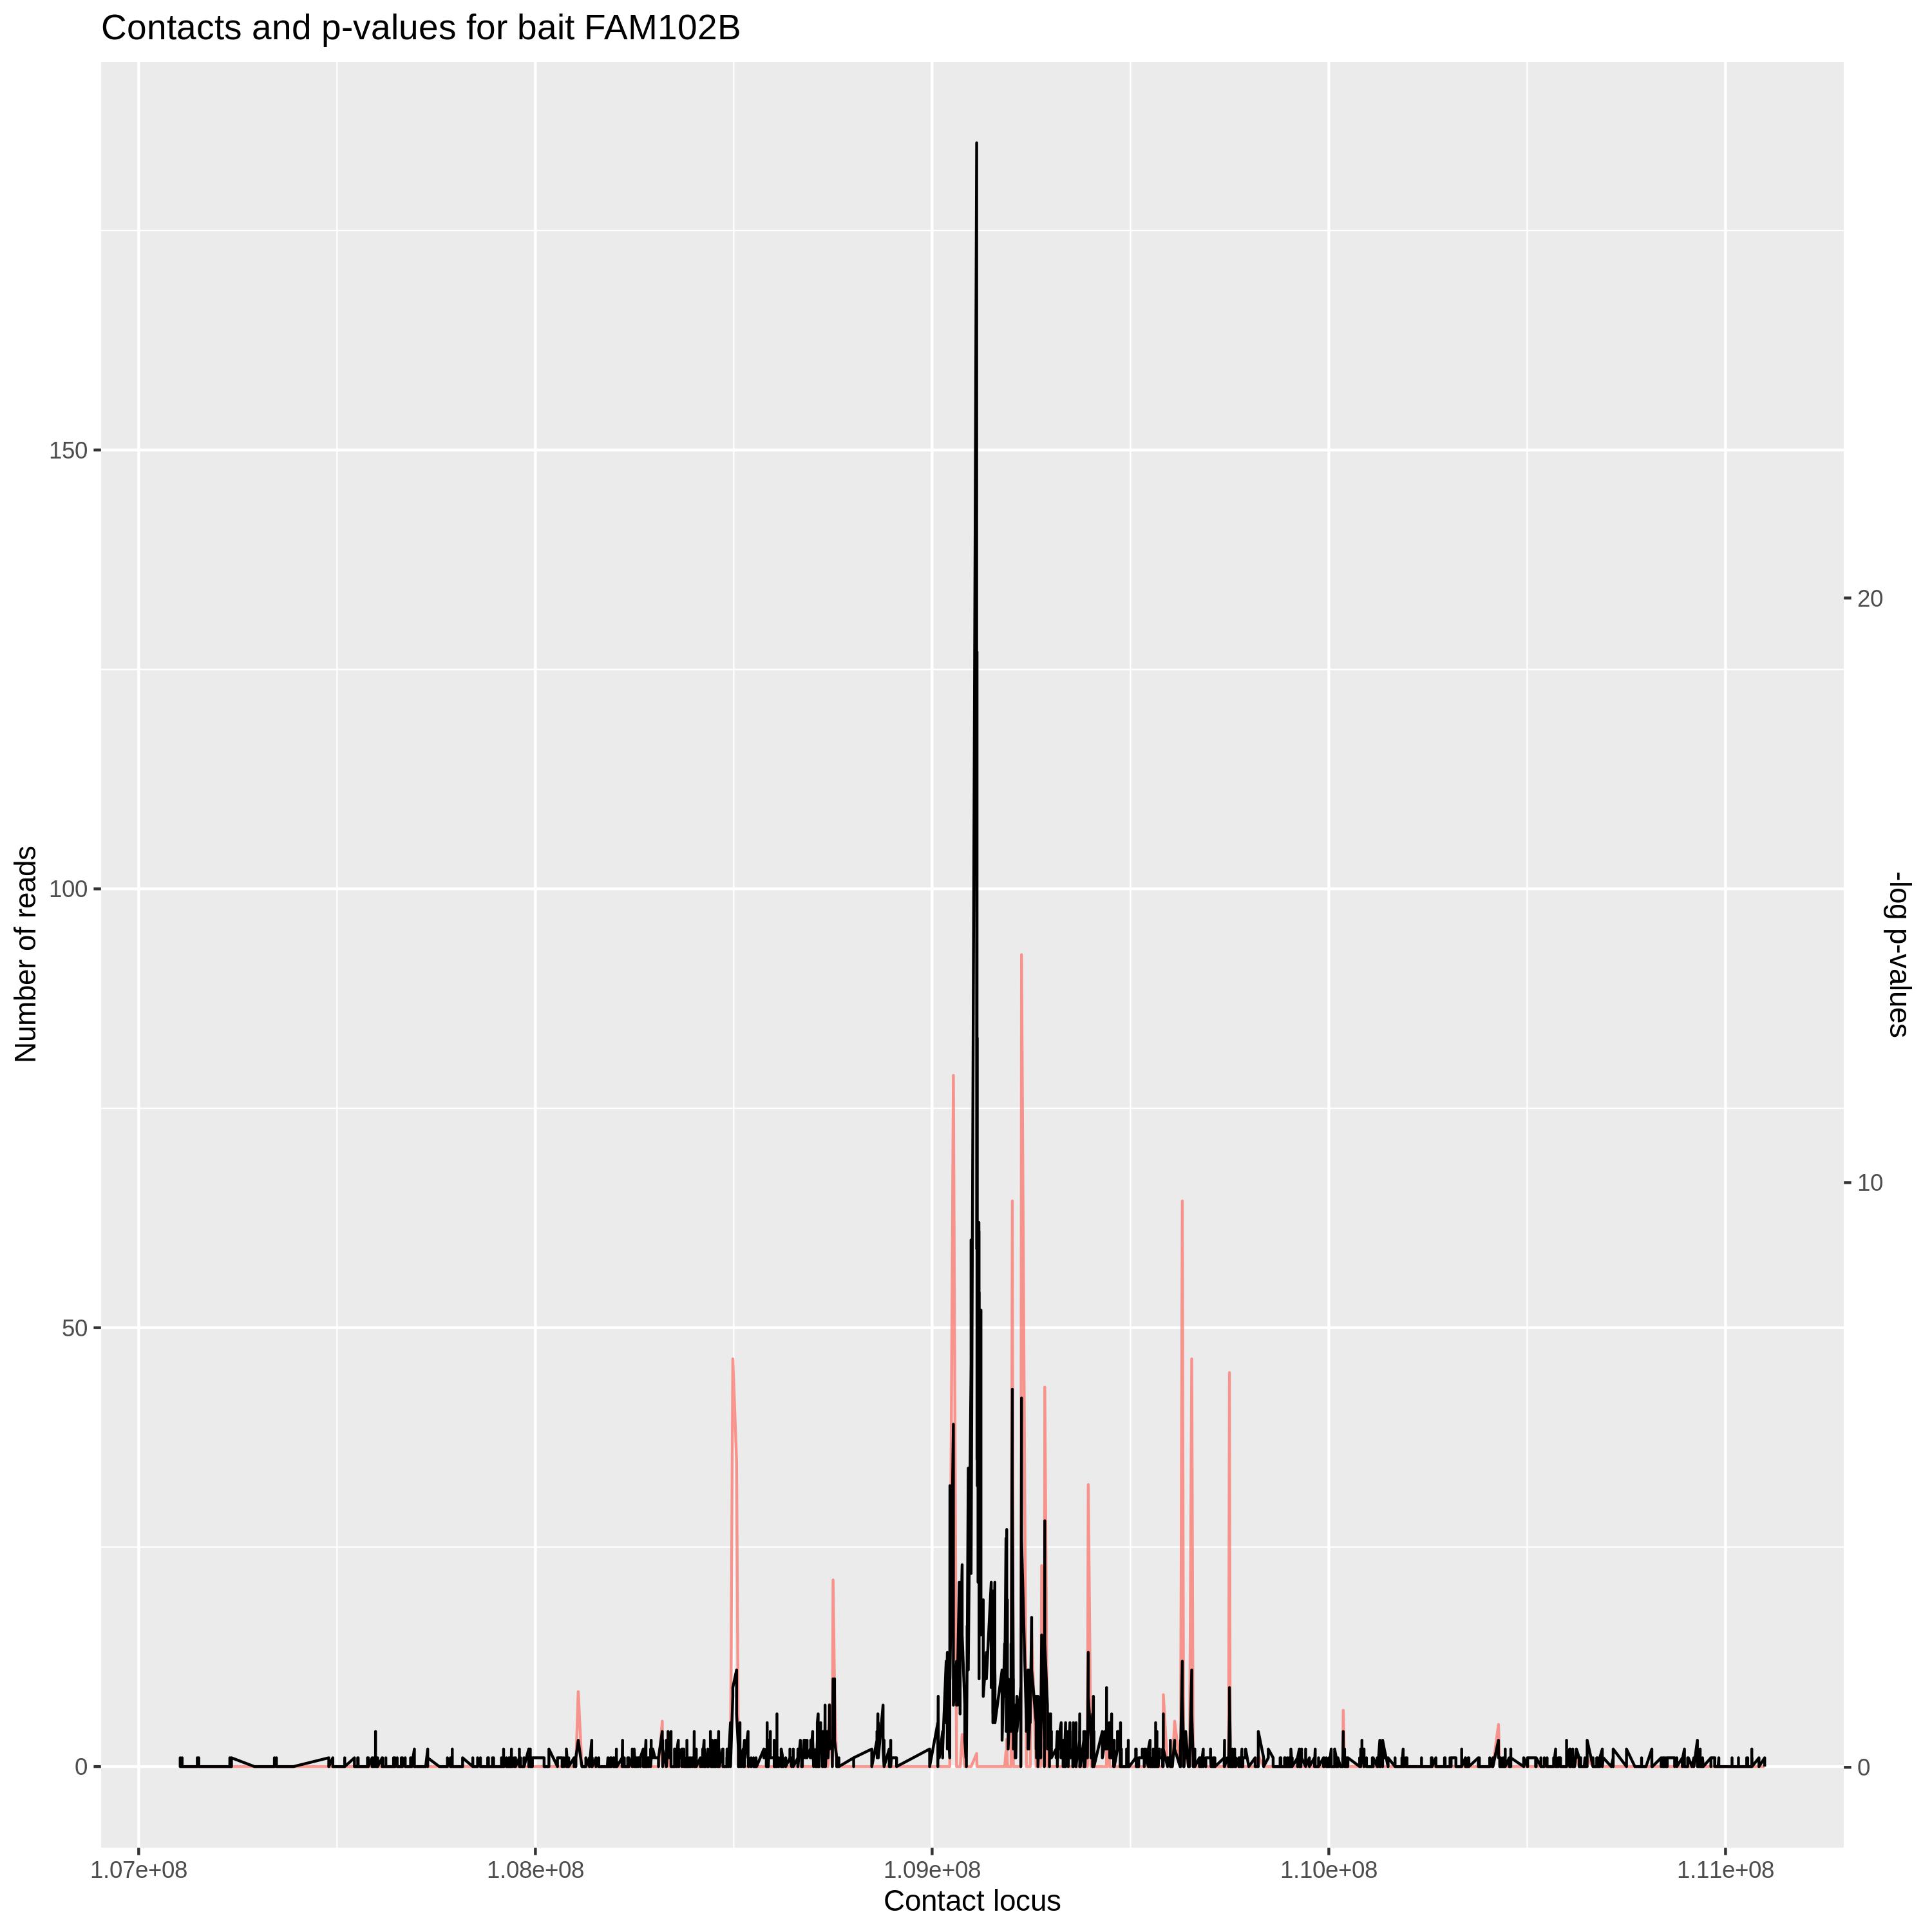 Contacts and p-values for bait FAM102B
150
100
50
0
Number of reads
20
10
0
-log p-values
1.07e+08 1.08e+08 1.09e+08 1.10e+08 1.11e+08
Contact locus